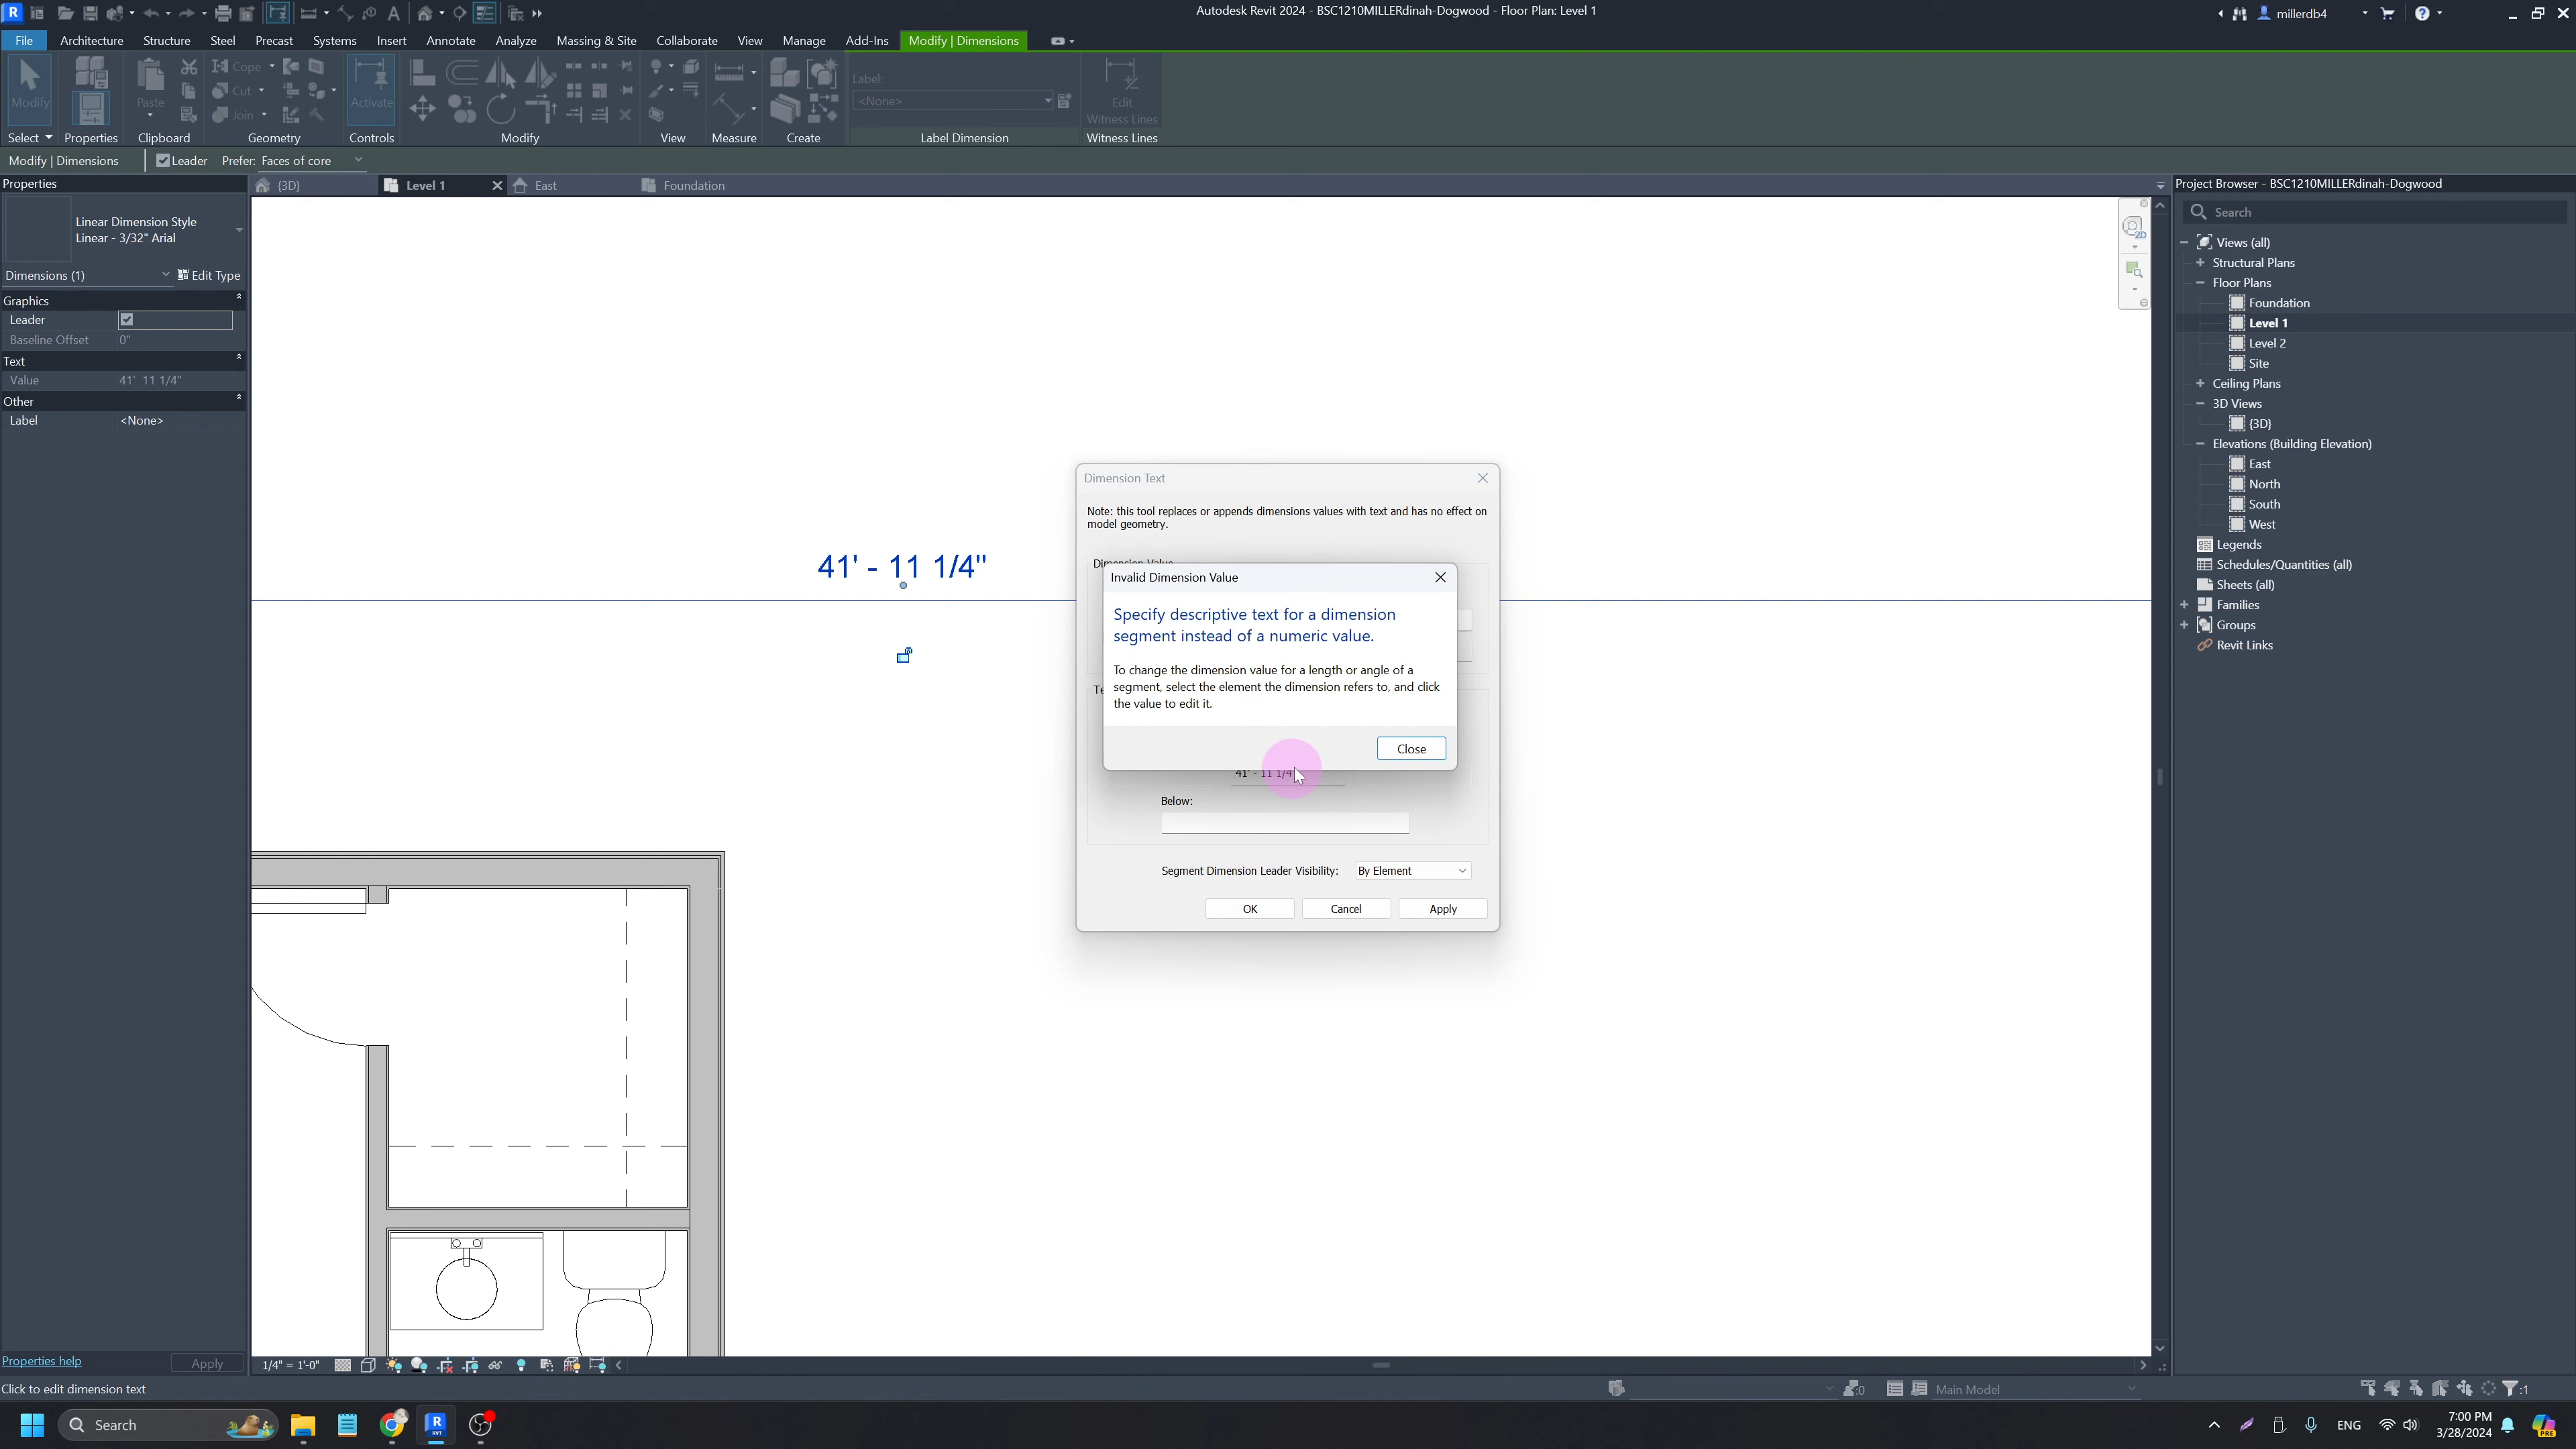 Autodesk Revit 2024 - BSC1210MILLERdinah-Dogwood - Floor Plan: Level 1
millerdb4
File Architecture Structure Steel Precast Systems Insert Annotate Analyze Massing & Site Collaborate View Manage Add-Ins Modify | Dimensions
Modify
Paste
Cope
Cut
Join
Activate
Label:
<None>
Edit
Witness Lines
Select Properties Clipboard Geometry Controls Modify View Measure Create Label Dimension Witness Lines
Modify | Dimensions Leader Prefer: Faces of core
Properties
{3D} Level 1 East Foundation
Project Browser - BSC1210MILLERdinah-Dogwood
Linear Dimension Style
Linear - 3/32" Arial
Dimensions (1) Edit Type
Graphics
Leader
Baseline Offset 0"
Text
Value 41' 11 1/4"
Other
Label <None>
Search
Views (all)
Structural Plans
Floor Plans
Foundation
Level 1
Level 2
Site
Ceiling Plans
3D Views
{3D}
Elevations (Building Elevation)
East
North
South
West
Legends
Schedules/Quantities (all)
Sheets (all)
Families
Groups
Revit Links
2D
41' - 11 1/4"
Dimension Text
Note: this tool replaces or appends dimensions values with text and has no effect on
model geometry.
Dimension Value
Invalid Dimension Value
Specify descriptive text for a dimension
segment instead of a numeric value.
To change the dimension value for a length or angle of a
segment, select the element the dimension refers to, and click
the value to edit it.
Close
41' - 11 1/4"
Below:
Segment Dimension Leader Visibility: By Element
OK Cancel Apply
Properties help Apply
1/4" = 1'-0"
Click to edit dimension text
:0
Main Model
:1
Search
ENG
7:00 PM
3/28/2024
PRE